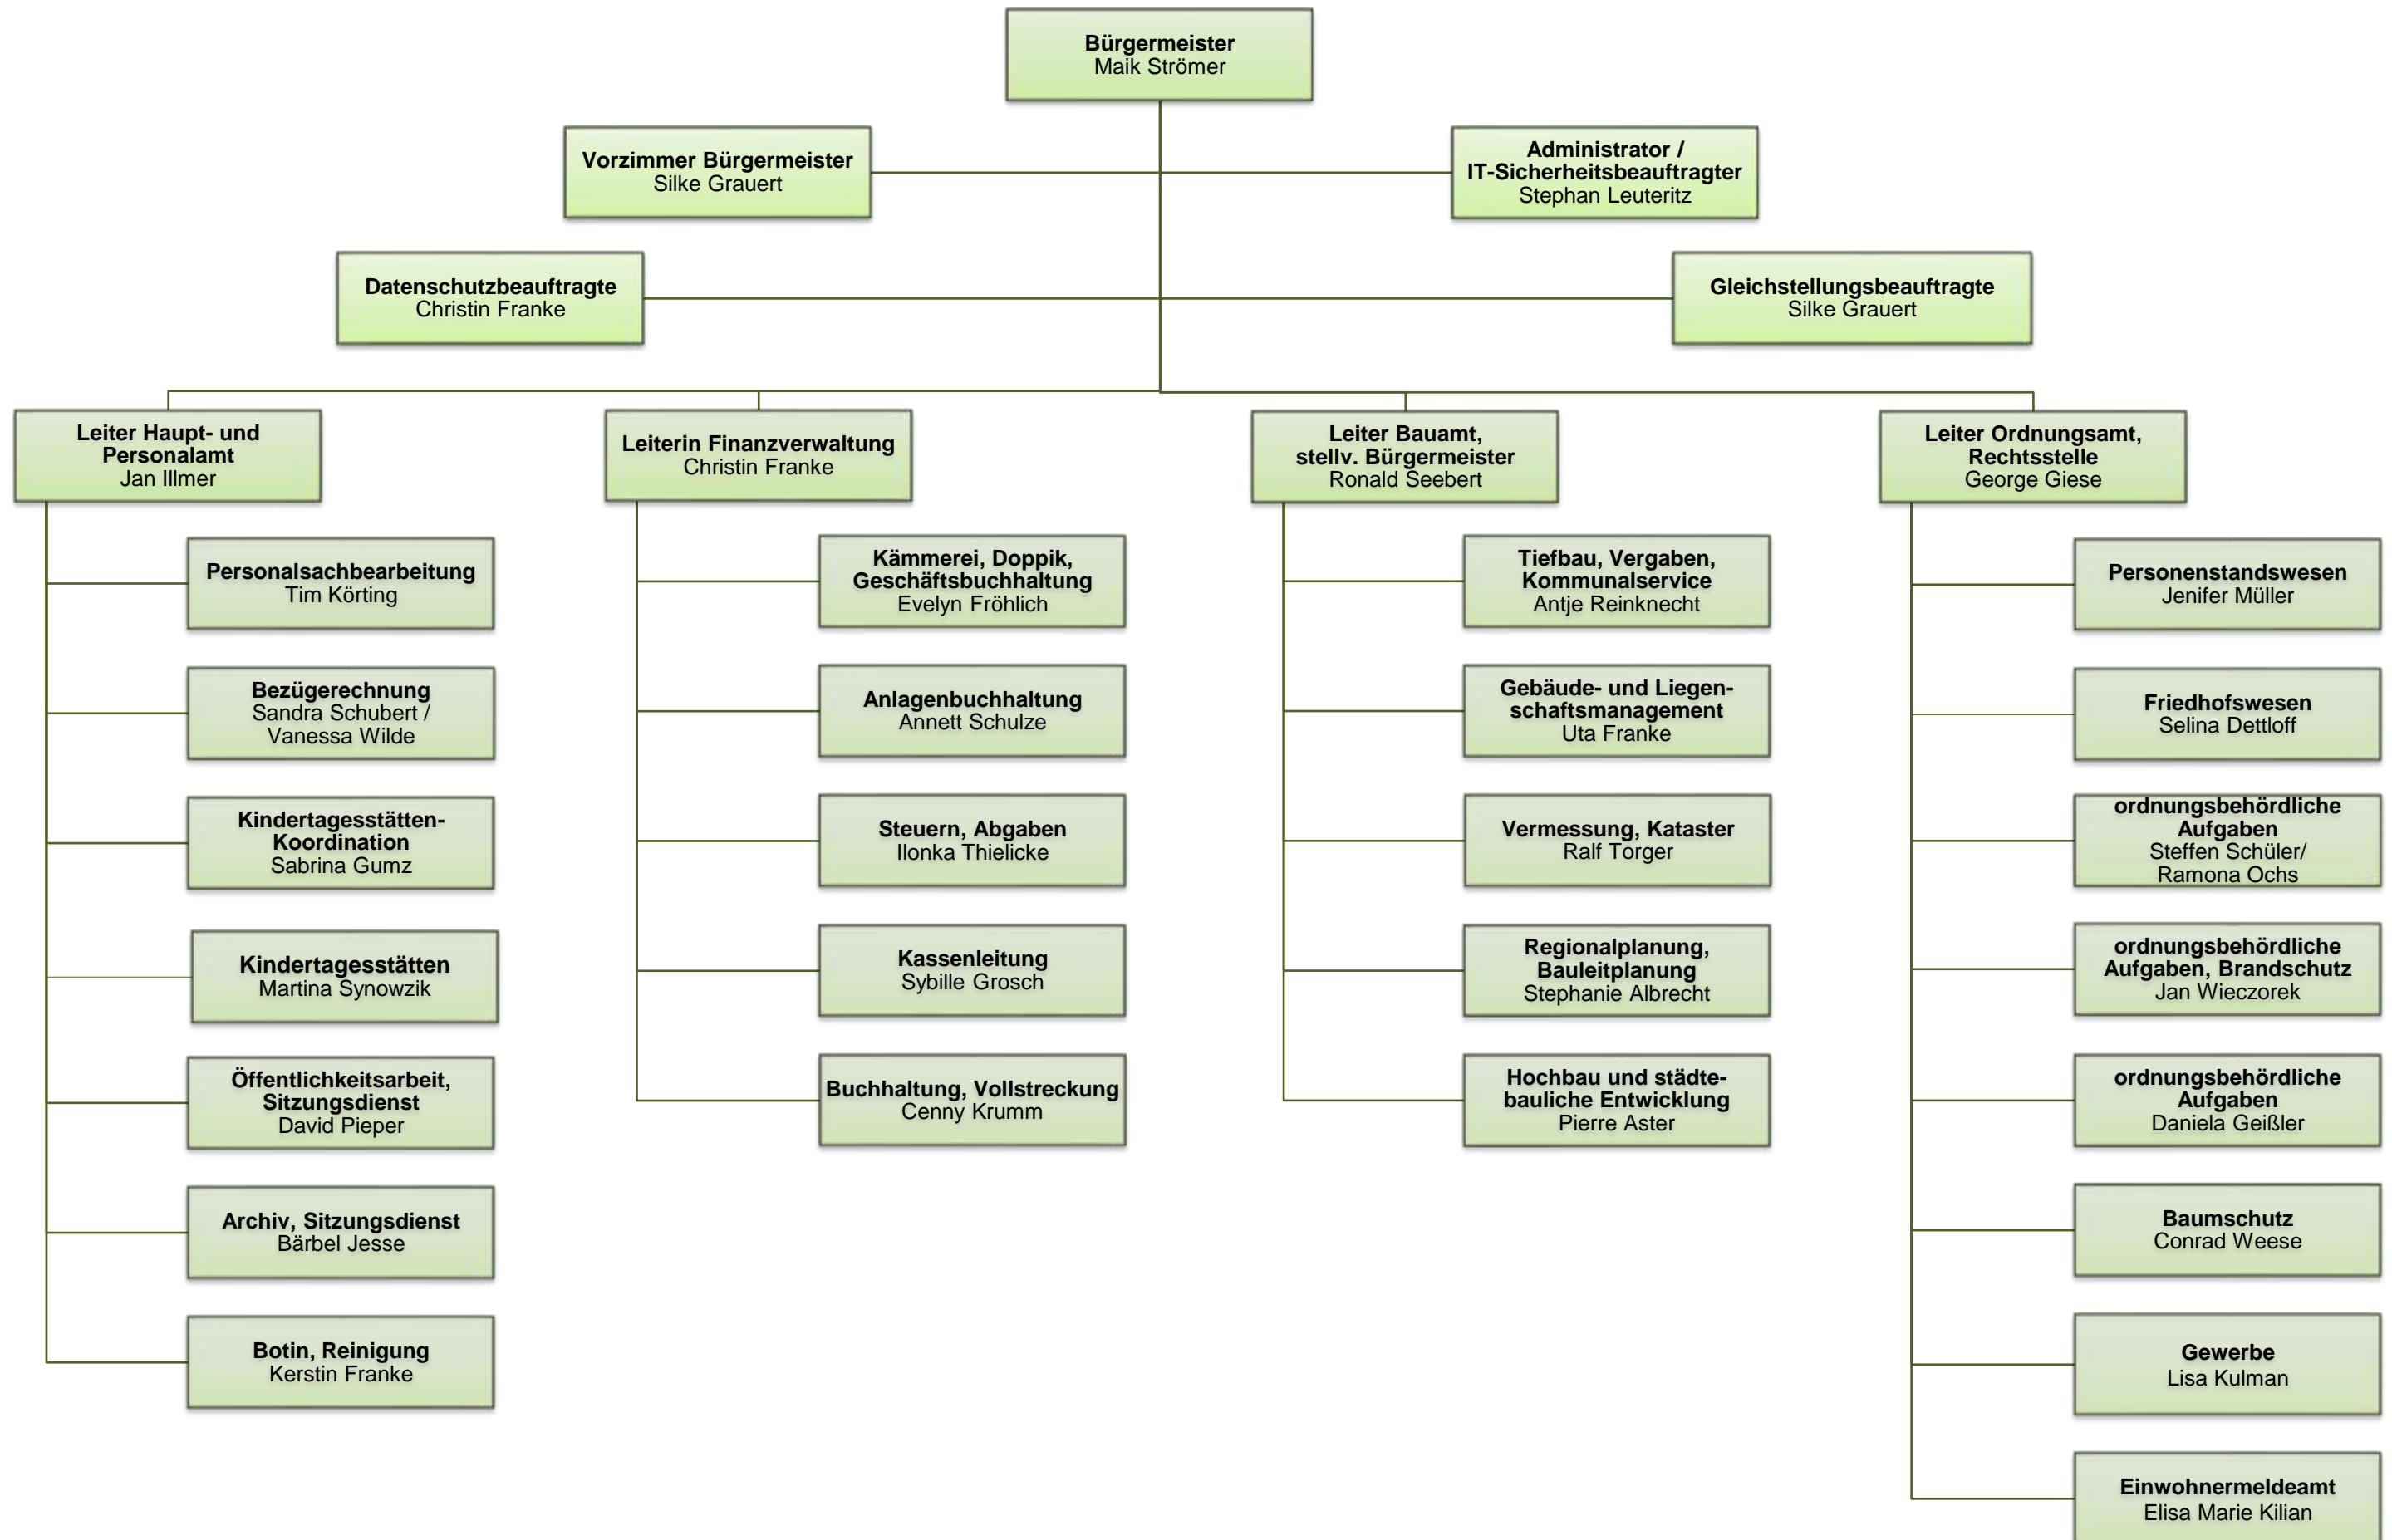 Bürgermeister
Maik Strömer
Vorzimmer Bürgermeister
Silke Grauert
Administrator /
IT-Sicherheitsbeauftragter
Stephan Leuteritz
Datenschutzbeauftragte
Christin Franke
Gleichstellungsbeauftragte
Silke Grauert
Leiter Haupt- und
Personalamt
Jan Illmer
Personalsachbearbeitung
Tim Körting
Bezügerechnung
Sandra Schubert /
Vanessa Wilde
Kindertagesstätten-
Koordination
Sabrina Gumz
Kindertagesstätten
Martina Synowzik
Öffentlichkeitsarbeit,
Sitzungsdienst
David Pieper
Archiv, Sitzungsdienst
Bärbel Jesse
Botin, Reinigung
Kerstin Franke
Leiterin Finanzverwaltung
Christin Franke
Kämmerei, Doppik,
Geschäftsbuchhaltung
Evelyn Fröhlich
Anlagenbuchhaltung
Annett Schulze
Steuern, Abgaben
Ilonka Thielicke
Kassenleitung
Sybille Grosch
Buchhaltung, Vollstreckung
Cenny Krumm
Leiter Bauamt,
stellv. Bürgermeister
Ronald Seebert
Tiefbau, Vergaben,
Kommunalservice
Antje Reinknecht
Gebäude- und Liegen-
schaftsmanagement
Uta Franke
Vermessung, Kataster
Ralf Torger
Regionalplanung,
Bauleitplanung
Stephanie Albrecht
Hochbau und städte-
bauliche Entwicklung
Pierre Aster
Leiter Ordnungsamt,
Rechtsstelle
George Giese
Personenstandswesen
Jenifer Müller
Friedhofswesen
Selina Dettloff
ordnungsbehördliche
Aufgaben
Steffen Schüler/
Ramona Ochs
ordnungsbehördliche
Aufgaben, Brandschutz
Jan Wieczorek
ordnungsbehördliche
Aufgaben
Daniela Geißler
Baumschutz
Conrad Weese
Gewerbe
Lisa Kulman
Einwohnermeldeamt
Elisa Marie Kilian